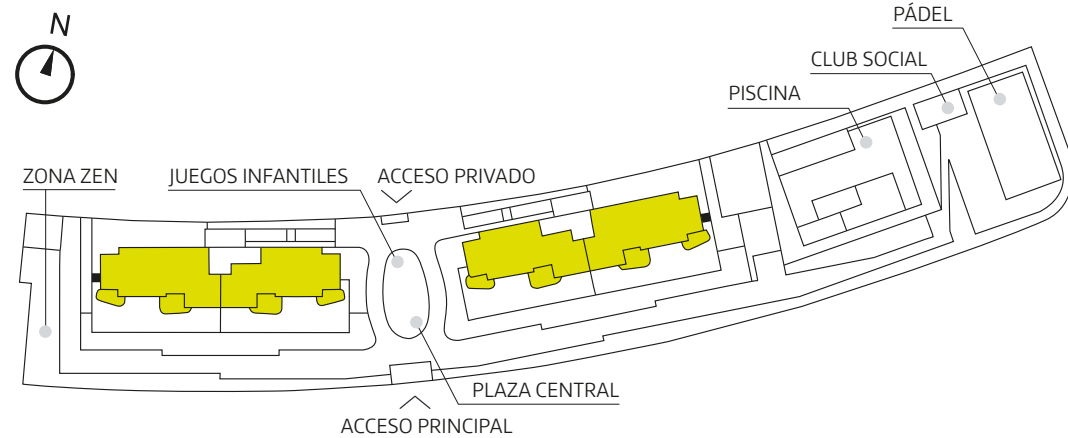 N
PÁDEL
CLUB SOCIAL
PISCINA
ZONA ZEN
JUEGOS INFANTILES
ACCESO PRIVADO
PLAZA CENTRAL
ACCESO PRINCIPAL